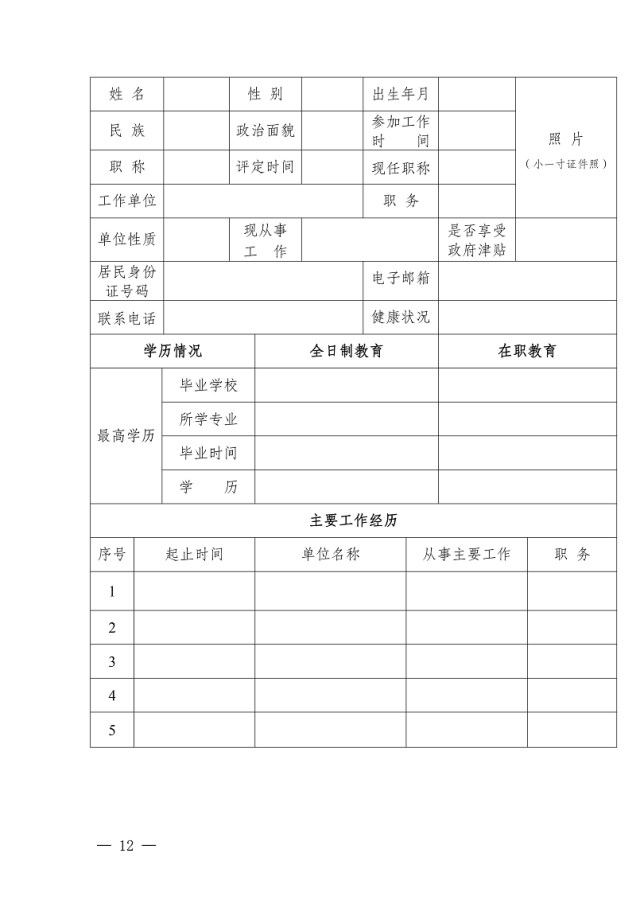 姓 名 性 别 出生年月
民 族 政治面貌 参加工作
时 间
照 片
（小一寸证件照）
职 称 评定时间 现任职称
工作单位 职 务
单位性质 现从事
工 作
是否享受
政府津贴
居民身份
证号码
电子邮箱
联系电话 健康状况
学历情况 全日制教育 在职教育
最高学历
毕业学校
所学专业
毕业时间
学 历
主要工作经历
序号 起止时间 单位名称 从事主要工作 职 务
1
2
3
4
5
— 12 —